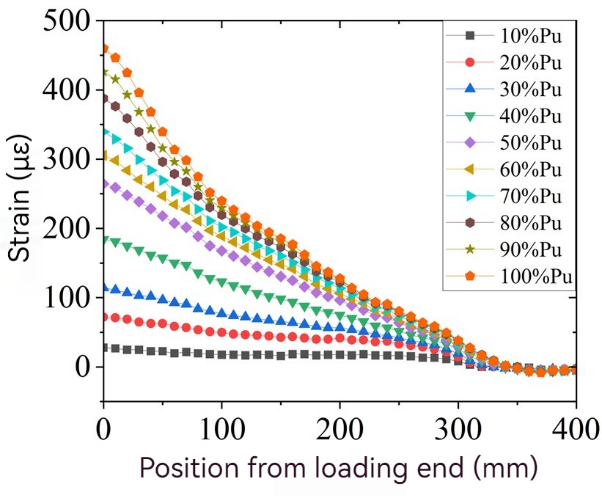 500
400
300
200
100
0
Strain (με)
10%Pu
20%Pu
30%Pu
40%Pu
50%Pu
60%Pu
70%Pu
80%Pu
90%Pu
100%Pu
0 100 200 300 400
Position from loading end (mm)